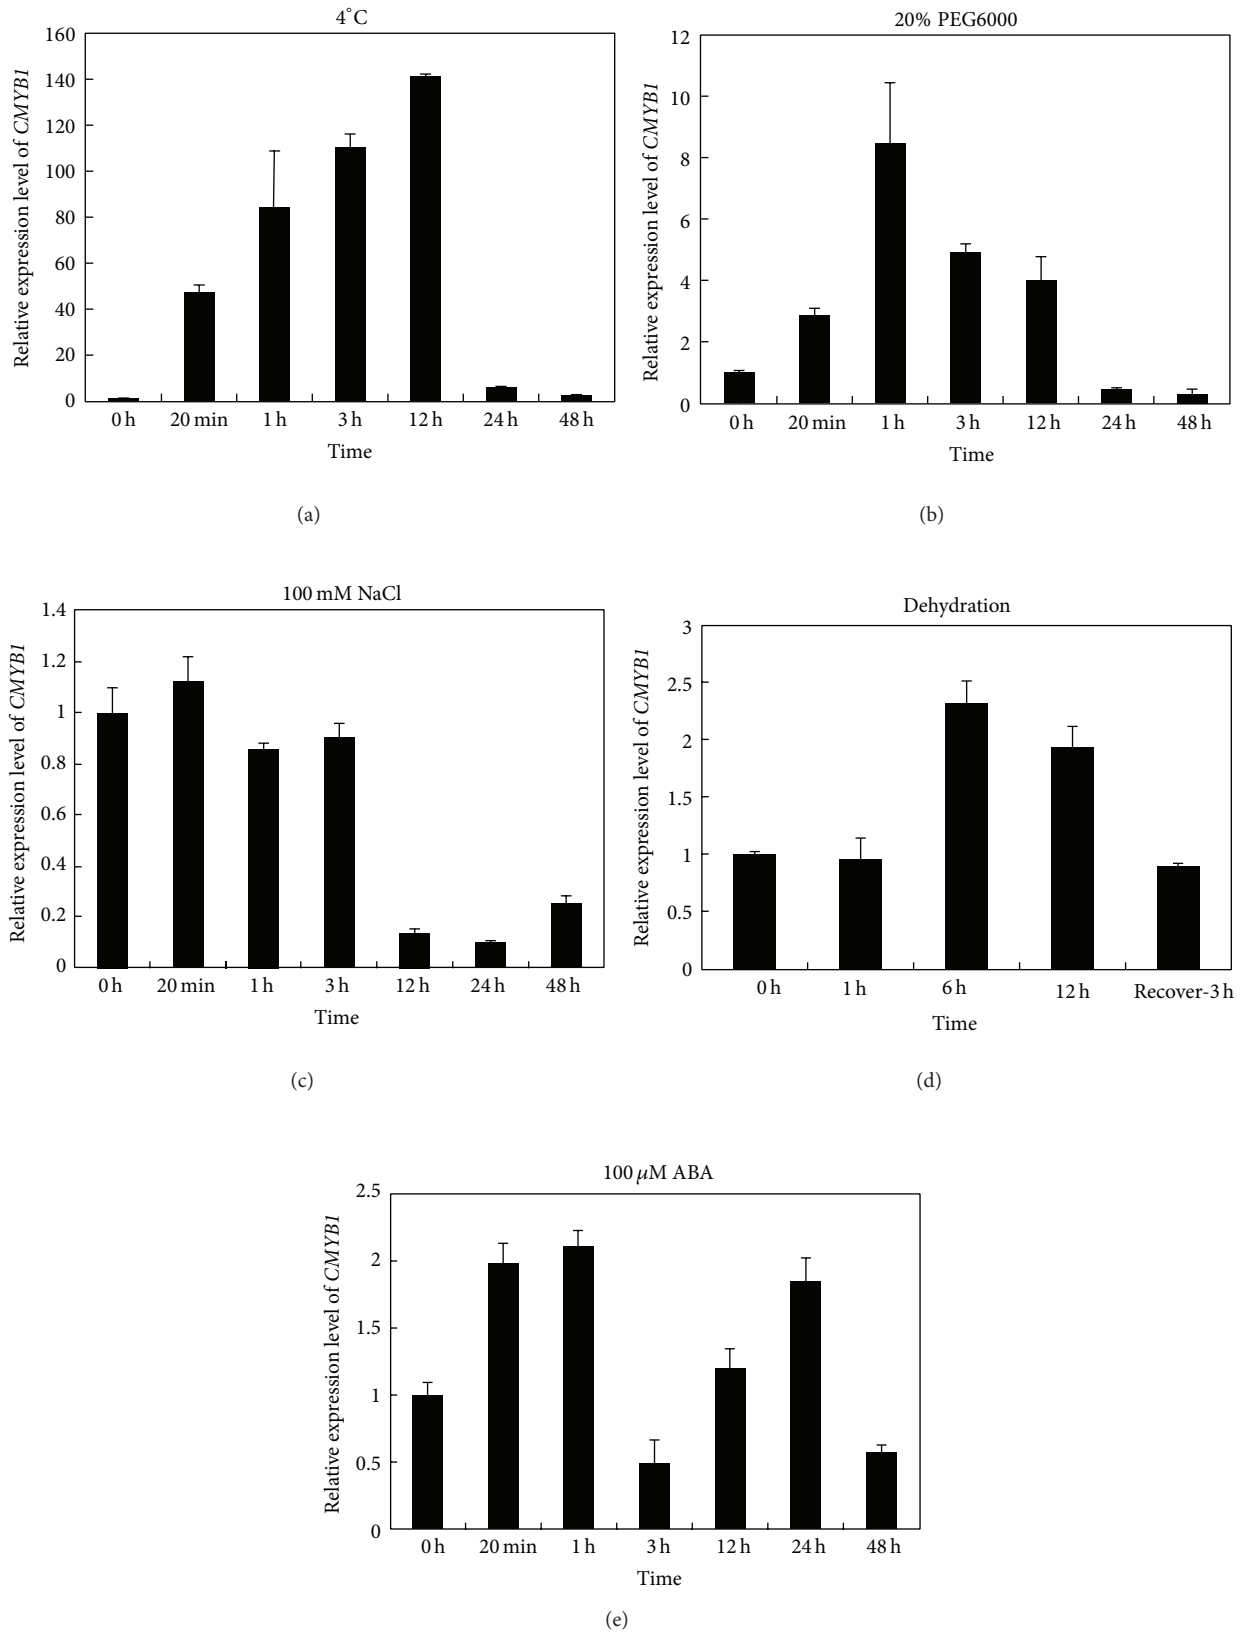 4°C
Relative expression level of CMYB1
160
140
120
100
80
60
40
20
0
0 h 20 min 1 h 3 h 12 h 24 h 48 h
Time
(a)
20% PEG6000
Relative expression level of CMYB1
12
10
8
6
4
2
0
0 h 20 min 1 h 3 h 12 h 24 h 48 h
Time
(b)
100 mM NaCl
Relative expression level of CMYB1
1.4
1.2
1
0.8
0.6
0.4
0.2
0
0 h 20 min 1 h 3 h 12 h 24 h 48 h
Time
(c)
Dehydration
Relative expression level of CMYB1
3
2.5
2
1.5
1
0.5
0
0 h 1 h 6 h 12 h Recover-3 h
Time
(d)
100 μM ABA
Relative expression level of CMYB1
2.5
2
1
0.5
0
0 h 20 min 1 h 3 h 12 h 24 h 48 h
Time
(e)